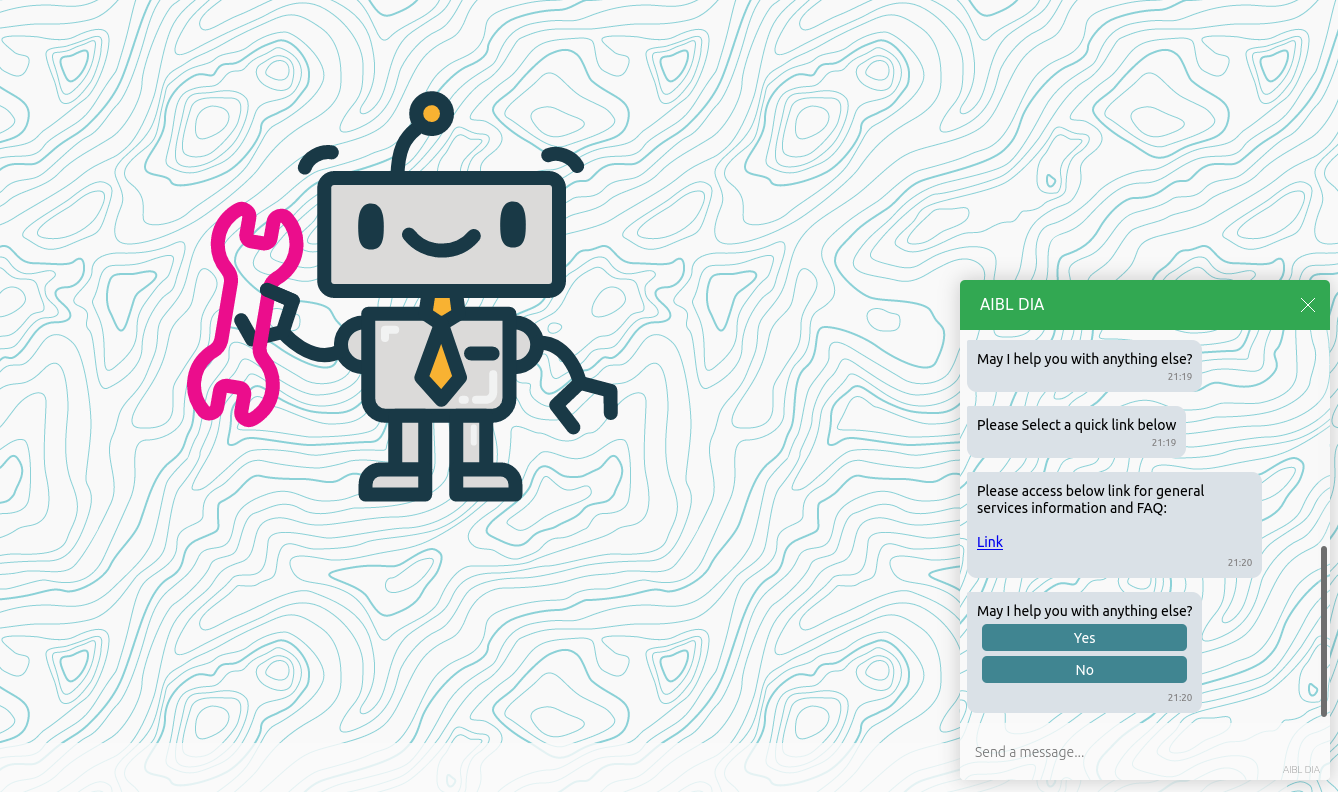 AIBL DIA
May I help you with anything else?
21:19
Please Select a quick link below
21:19
Please access below link for general
services information and FAQ:
Link
21:20
May I help you with anything else?
Yes
No
21:20
Send a message...
AIBL DIA